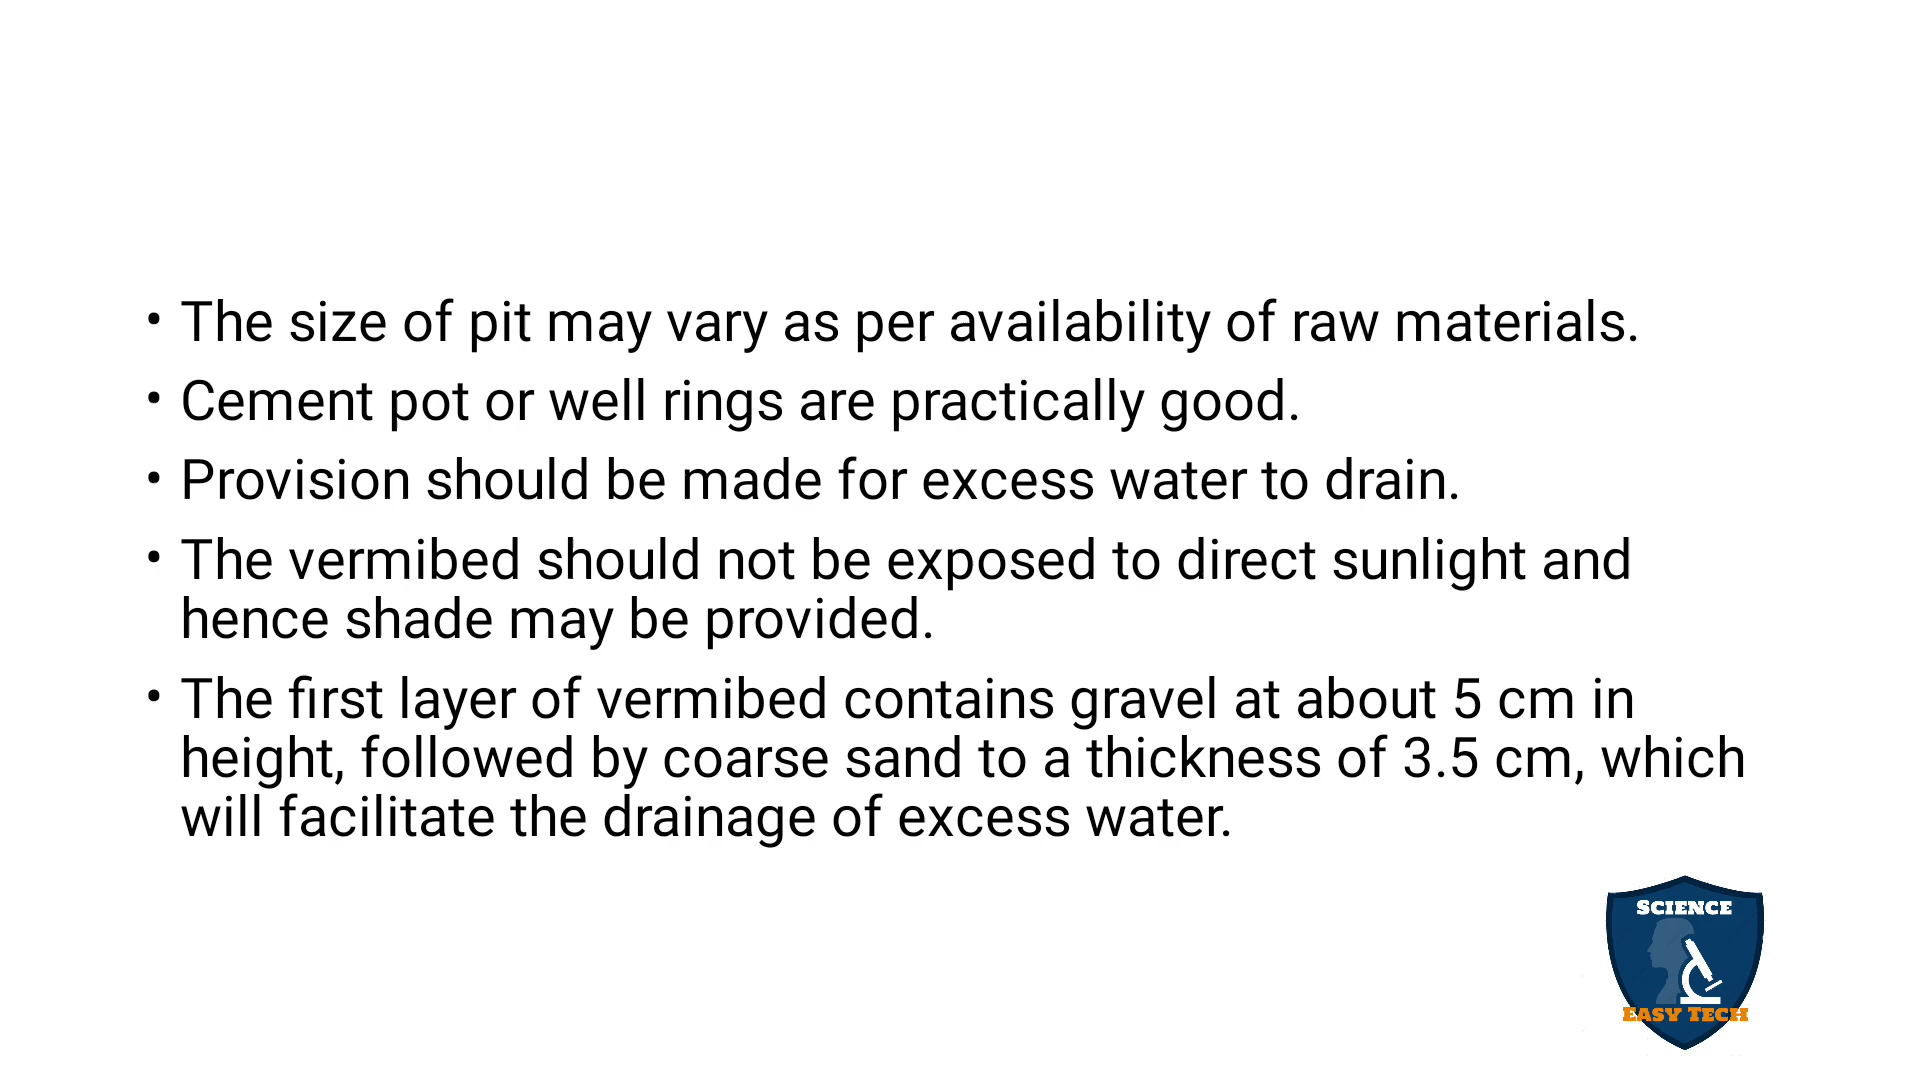 • The size of pit may vary as per availability of raw materials.
• Cement pot or well rings are practically good.
• Provision should be made for excess water to drain.
• The vermibed should not be exposed to direct sunlight and
hence shade may be provided.
• The first layer of vermibed contains gravel at about 5 cm in
height, followed by coarse sand to a thickness of 3.5 cm, which
will facilitate the drainage of excess water.
SCIENCE
EASY TECH